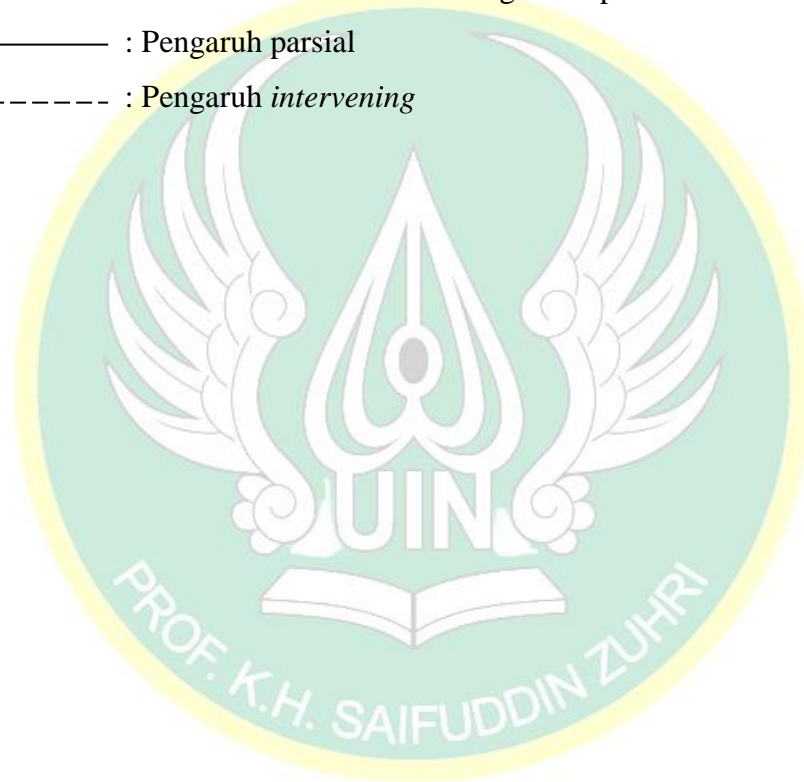 : Pengaruh parsial
: Pengaruh intervening
UIN
PROF. K.H. SAIFUDDIN ZUHRI